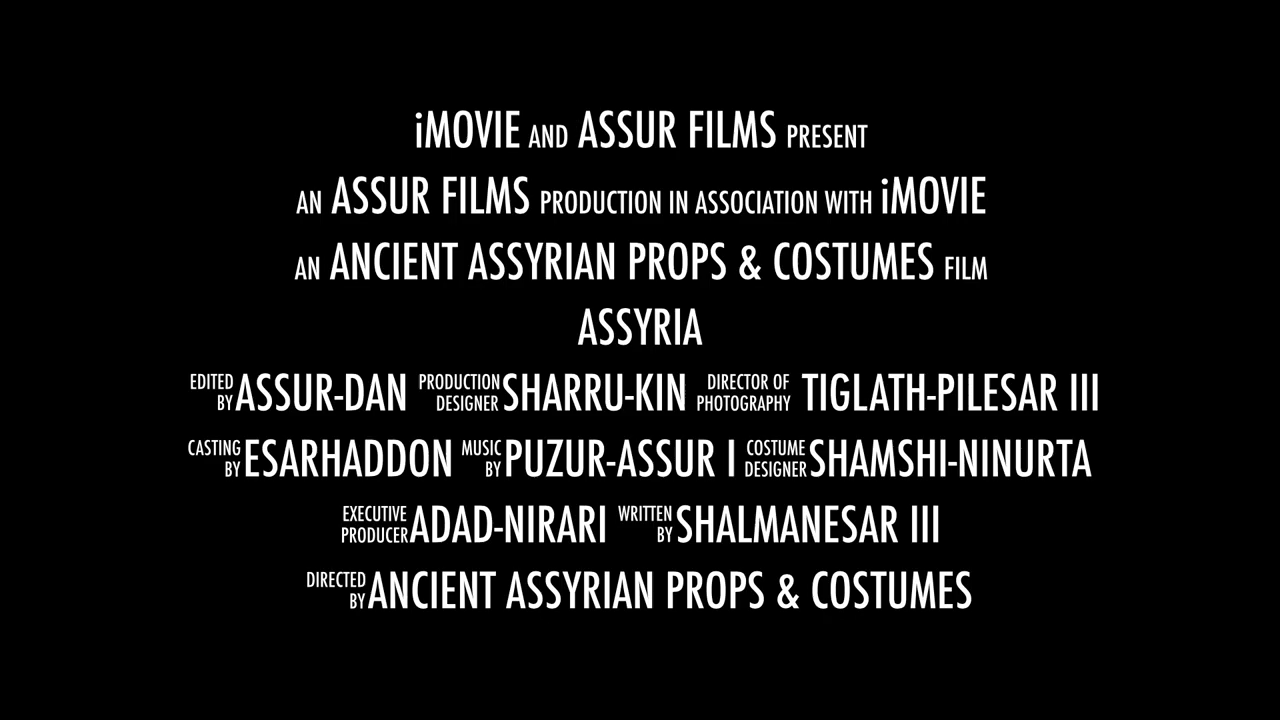 iMOVIE AND ASSUR FILMS PRESENT
AN ASSUR FILMS PRODUCTION IN ASSOCIATION WITH iMOVIE
AN ANCIENT ASSYRIAN PROPS & COSTUMES FILM
ASSYRIA
EDITED BY ASSUR-DAN PRODUCTION DESIGNER SHARRU-KIN DIRECTOR OF PHOTOGRAPHY TIGLATH-PILESAR III
CASTING BY ESARHADDON MUSIC BY PUZUR-ASSUR I COSTUME DESIGNER SHAMSHI-NINURTA
EXECUTIVE PRODUCER ADAD-NIRARI WRITTEN BY SHALMANESAR III
DIRECTED BY ANCIENT ASSYRIAN PROPS & COSTUMES